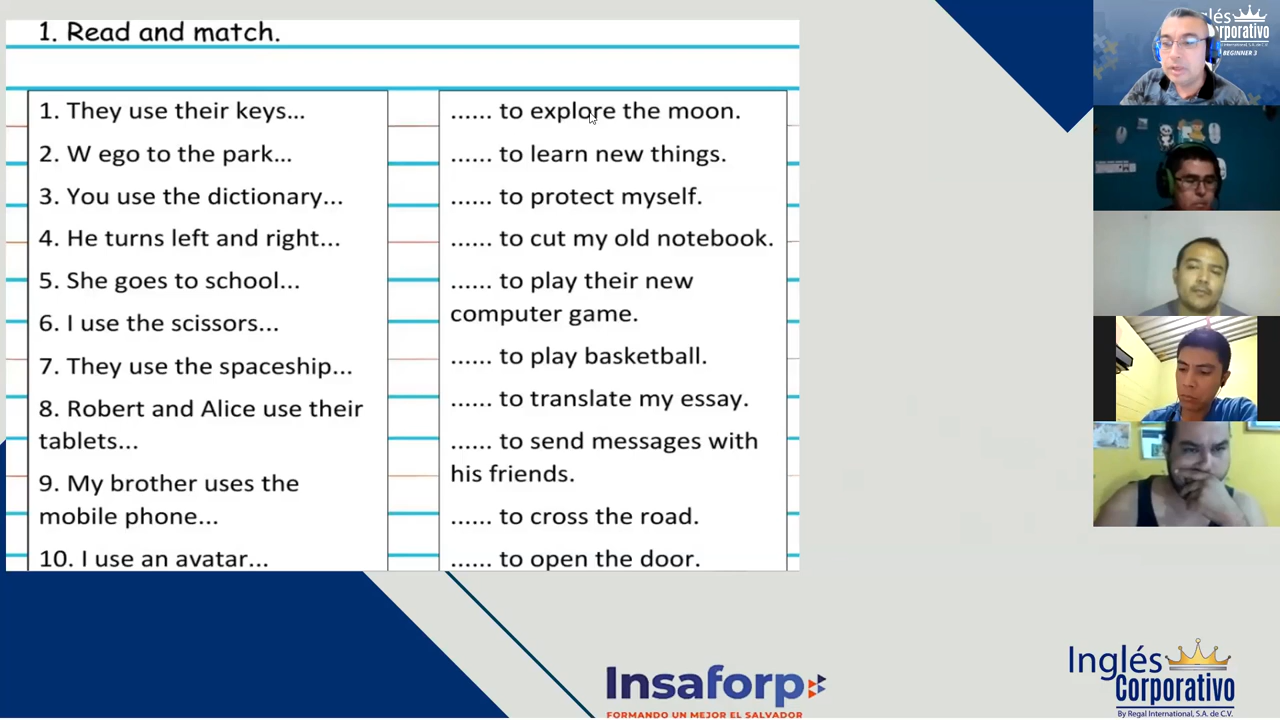 1. Read and match.
1. They use their keys...
2. W ego to the park...
3. You use the dictionary...
4. He turns left and right...
5. She goes to school...
6. I use the scissors...
7. They use the spaceship...
8. Robert and Alice use their
tablets...
9. My brother uses the
mobile phone...
10. I use an avatar...
...... to explore the moon.
...... to learn new things.
...... to protect myself.
...... to cut my old notebook.
...... to play their new
computer game.
...... to play basketball.
...... to translate my essay.
...... to send messages with
his friends.
...... to cross the road.
...... to open the door.
Insaforp
FORMANDO UN MEJOR EL SALVADOR
Inglés
Corporativo
By Regal International, S.A. de C.V.
BEGINNER 3